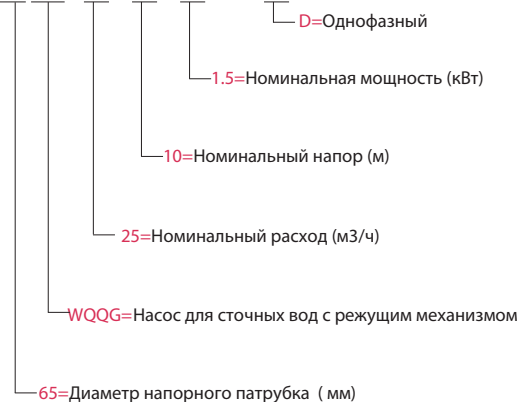 D=Однофазный
1.5=Номинальная мощность (кВт)
10=Номинальный напор (м)
25=Номинальный расход (м3/ч)
WQQG=Насос для сточных вод с режущим механизмом
65=Диаметр напорного патрубка ( мм)